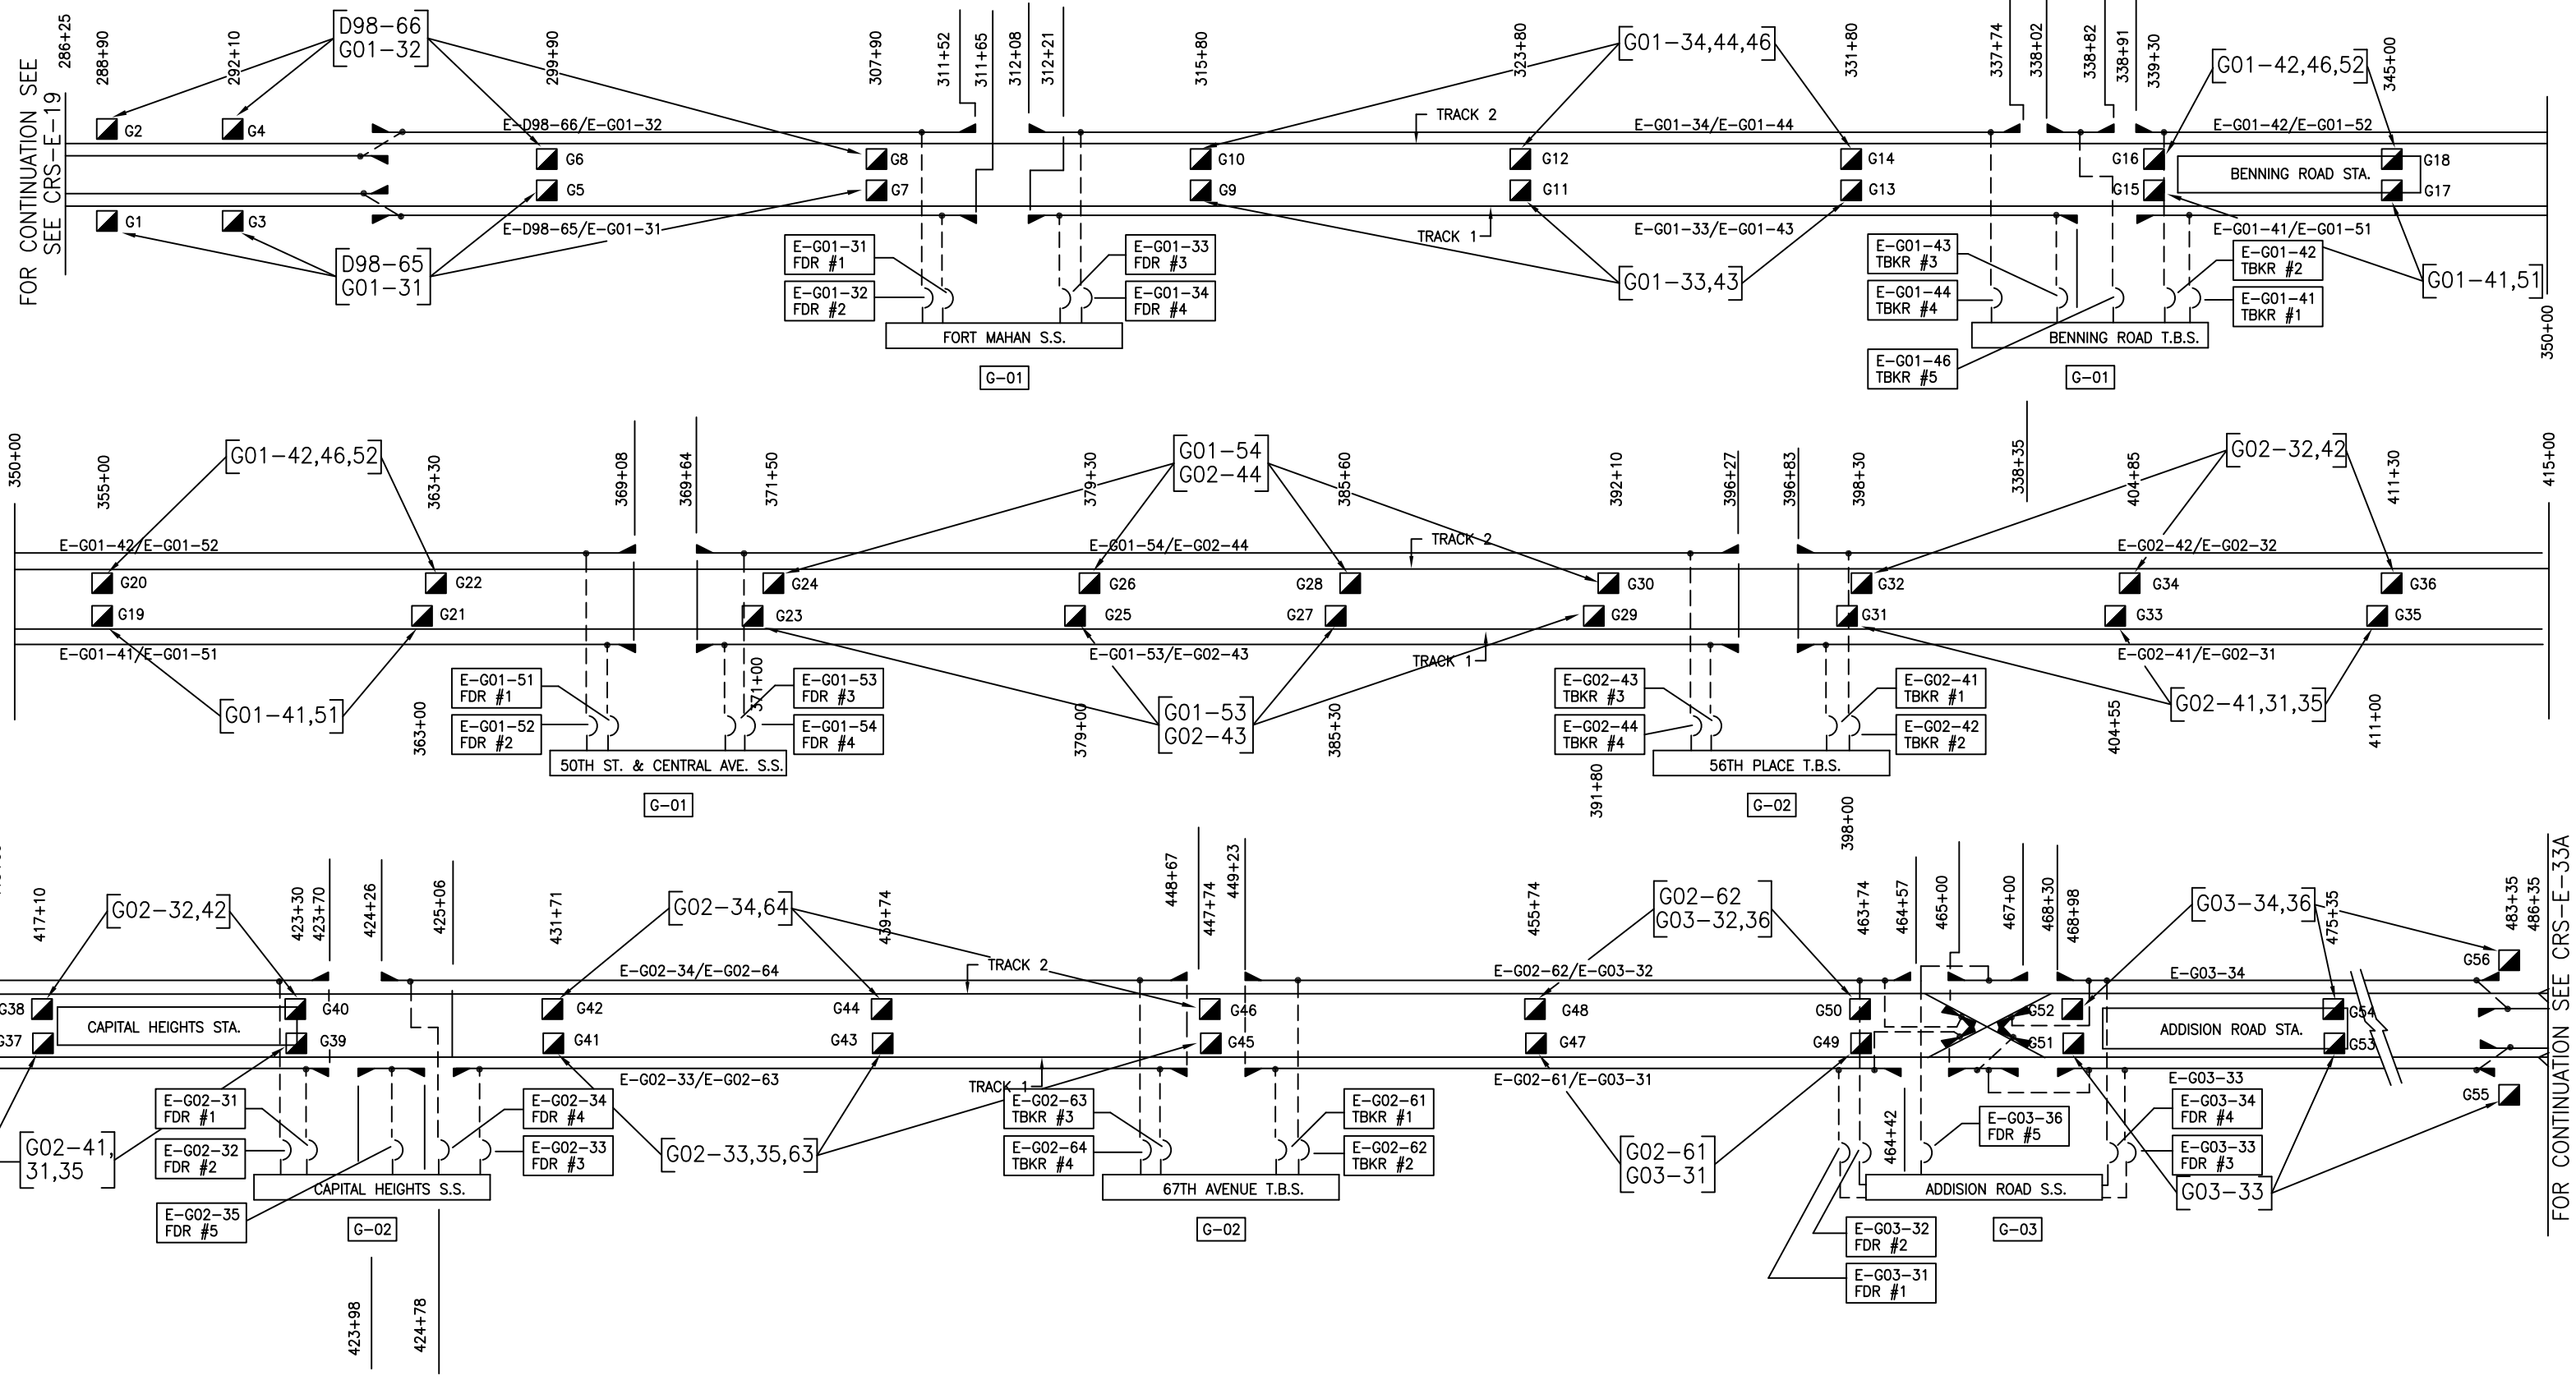 FOR CONTINUATION SEE
SEE CRS-E-19
286+25
288+90
292+10
D98-66
G01-32
299+90
307+90
311+52
311+65
312+08
312+21
315+80
323+80
G01-34,44,46
331+80
337+74
338+02
338+82
338+91
339+30
G01-42,46,52
345+00
G2
G4
E-D98-66/E-G01-32
TRACK 2
E-G01-34/E-G01-44
E-G01-42/E-G01-52
G6
G8
G10
G12
G14
G16
G18
BENNING ROAD STA.
G5
G7
G9
G11
G13
G15
G17
G1
G3
E-D98-65/E-G01-31
TRACK 1
E-G01-33/E-G01-43
E-G01-41/E-G01-51
D98-65
G01-31
E-G01-31
FDR #1
E-G01-32
FDR #2
E-G01-33
FDR #3
E-G01-34
FDR #4
G01-33,43
E-G01-43
TBKR #3
E-G01-44
TBKR #4
E-G01-42
TBKR #2
E-G01-41
TBKR #1
G01-41,51
FORT MAHAN S.S.
BENNING ROAD T.B.S.
350+00
E-G01-46
TBKR #5
G-01
G-01
350+00
355+00
G01-42,46,52
363+30
369+08
369+64
371+50
379+30
G01-54
G02-44
385+60
392+10
396+27
396+83
398+30
338+35
404+85
G02-32,42
411+30
415+00
E-G01-42/E-G01-52
E-G01-54/E-G02-44
TRACK 2
E-G02-42/E-G02-32
G20
G22
G24
G26
G28
G30
G32
G34
G36
G19
G21
G23
G25
G27
G29
G31
G33
G35
E-G01-41/E-G01-51
E-G01-53/E-G02-43
TRACK 1
E-G02-41/E-G02-31
G01-41,51
363+00
E-G01-51
FDR #1
E-G01-52
FDR #2
371+00
E-G01-53
FDR #3
E-G01-54
FDR #4
379+00
G01-53
G02-43
385+30
E-G02-43
TBKR #3
E-G02-44
TBKR #4
E-G02-41
TBKR #1
E-G02-42
TBKR #2
404+55
G02-41,31,35
411+00
50TH ST. & CENTRAL AVE. S.S.
56TH PLACE T.B.S.
391+80
398+00
G-01
G-02
417+10
G02-32,42
423+30
423+70
424+26
425+06
431+71
G02-34,64
439+74
448+67
447+74
449+23
455+74
G02-62
G03-32,36
463+74
464+57
465+00
467+00
468+30
468+98
G03-34,36
475+35
483+35
486+35
FOR CONTINUATION SEE CRS-E-33A
E-G02-34/E-G02-64
TRACK 2
E-G02-62/E-G03-32
E-G03-34
G56
G38
G40
G42
G44
G46
G48
G50
G52
G54
CAPITAL HEIGHTS STA.
ADDISION ROAD STA.
G37
G39
G41
G43
G45
G47
G49
G51
G53
E-G02-33/E-G02-63
TRACK 1
E-G02-61/E-G03-31
E-G03-33
G55
G02-41,
31,35
E-G02-31
FDR #1
E-G02-32
FDR #2
E-G02-34
FDR #4
E-G02-33
FDR #3
G02-33,35,63
E-G02-63
TBKR #3
E-G02-64
TBKR #4
E-G02-61
TBKR #1
E-G02-62
TBKR #2
G02-61
G03-31
464+42
E-G03-36
FDR #5
E-G03-34
FDR #4
E-G03-33
FDR #3
G03-33
CAPITAL HEIGHTS S.S.
67TH AVENUE T.B.S.
ADDISION ROAD S.S.
E-G02-35
FDR #5
G-02
G-02
E-G03-32
FDR #2
G-03
E-G03-31
FDR #1
423+98
424+78